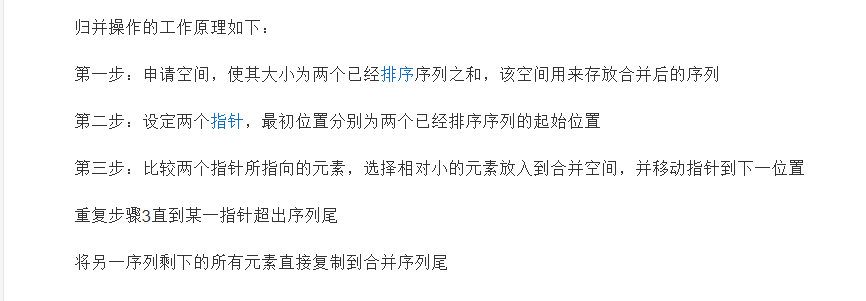 归并操作的工作原理如下：
第一步：申请空间，使其大小为两个已经排序序列之和，该空间用来存放合并后的序列
第二步：设定两个指针，最初位置分别为两个已经排序序列的起始位置
第三步：比较两个指针所指向的元素，选择相对小的元素放入到合并空间，并移动指针到下一位置
重复步骤3直到某一指针超出序列尾
将另一序列剩下的所有元素直接复制到合并序列尾